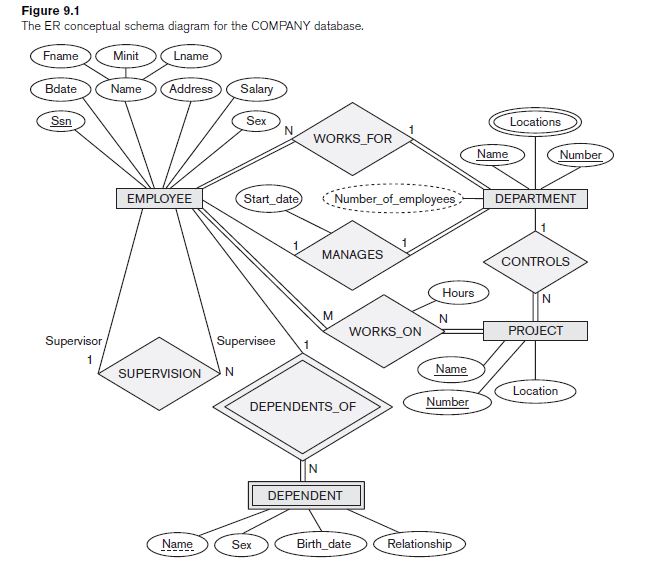 Figure 9.1
The ER conceptual schema diagram for the COMPANY database.
Fname
Minit
Lname
Bdate
Name
Address
Salary
Ssn
Sex
N
WORKS_FOR
1
Locations
Name
Number
EMPLOYEE
Start_date
Number_of_employees
DEPARTMENT
1
MANAGES
1
1
CONTROLS
N
Hours
M
WORKS_ON
N
PROJECT
Supervisor
1
Supervisee
N
SUPERVISION
1
Name
Number
Location
DEPENDENTS_OF
N
DEPENDENT
Name
Sex
Birth_date
Relationship